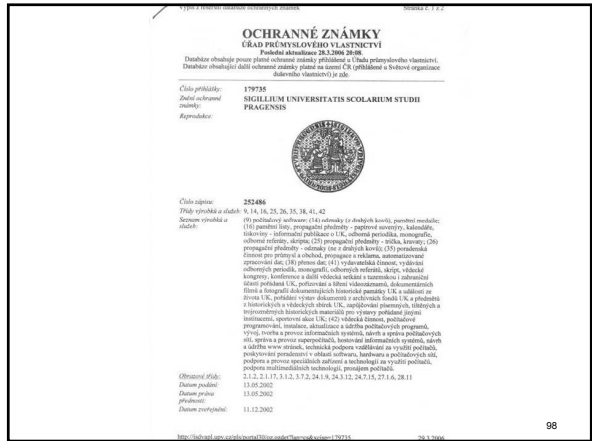 Výpis z rešerší databáze ochranných známek Stránka č. 1 z 2
OCHRANNÉ ZNÁMKY
ÚŘAD PRŮMYSLOVÉHO VLASTNICTVÍ
Poslední aktualizace 28.3.2006 20:08.
Databáze obsahuje pouze platné ochranné známky přihlášené u Úřadu průmyslového vlastnictví.
Databáze obsahující další ochranné známky platné na území ČR (přihlášené u Světové organizace
duševního vlastnictví) je zde.
Číslo přihlášky: 179735
Znění ochranné SIGILLIUM UNIVERSITATIS SCOLARIUM STUDII
známky: PRAGENSIS
Reprodukce:
Číslo zápisu: 252486
Třídy výrobků a služeb: 9, 14, 16, 25, 26, 35, 38, 41, 42
Seznam výrobků a (9) počítačový software; (14) odznaky (z drahých kovů), pamětní medaile;
služeb: (16) pamětní listy, propagační předměty - papírové suvenýry, kalendáře,
tiskoviny - informační publikace o UK, odborná periodika, monografie,
odborné referáty, skripta; (25) propagační předměty - trička, kravaty; (26)
propagační předměty - odznaky (ne z drahých kovů); (35) poradenská
činnost pro průmysl a obchod, propagace a reklama, automatizované
zpracování dat; (38) přenos dat; (41) vydavatelská činnost, vydávání
odborných periodik, monografií, odborných referátů, skript, vědecké
kongresy, konference a další vědecká setkání s tuzemskou i zahraniční
účastí pořádaná UK, pořizování a šíření videozáznamů, dokumentárních
filmů a fotografií dokumentujících historické památky UK a události ze
života UK, pořádání výstav dokumentů z archivních fondů UK a předmětů
z historických a vědeckých sbírek UK, zapůjčování písemných, tištěných a
trojrozměrných historických materiálů pro výstavy pořádané jinými
institucemi, sportovní akce UK; (42) vědecká činnost, počítačové
programování, instalace, aktualizace a údržba počítačových programů,
vývoj, tvorba a provoz informačních systémů, návrh a správa počítačových
sítí, správa a provoz superpočítačů, hostování informačních systémů, návrh
a údržba www stránek, technická podpora vzdělávání za využití počítačů,
poskytování poradenství v oblasti softwaru, hardwaru a počítačových sítí,
podpora a provoz speciálních zařízení a technologií za využití počítačů,
podpora multimediálních technologií, pronájem počítačů.
Obrazové třídy: 2.1.2, 2.1.17, 3.1.2, 3.7.2, 24.1.9, 24.3.12, 24.7.15, 27.1.6, 28.11
Datum podání: 13.05.2002
Datum práva 13.05.2002
přednosti:
Datum zveřejnění: 11.12.2002
29.3.2006
98